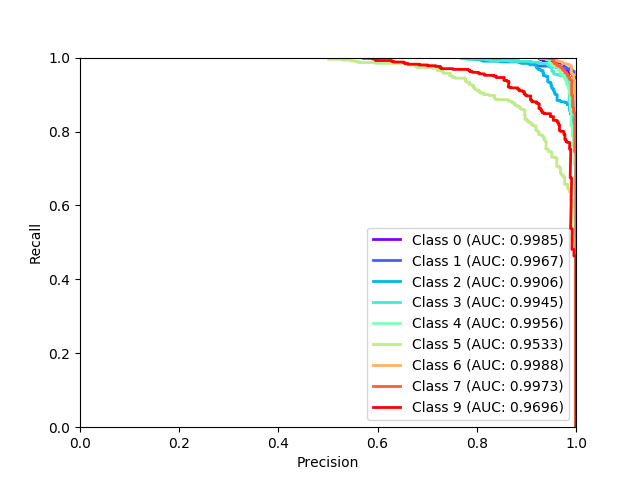 1.0
0.8
0.6
0.4
0.2
0.0
Recall
Class 0 (AUC: 0.9985)
Class 1 (AUC: 0.9967)
Class 2 (AUC: 0.9906)
Class 3 (AUC: 0.9945)
Class 4 (AUC: 0.9956)
Class 5 (AUC: 0.9533)
Class 6 (AUC: 0.9988)
Class 7 (AUC: 0.9973)
Class 9 (AUC: 0.9696)
0.0 0.2 0.4 0.6 0.8 1.0
Precision